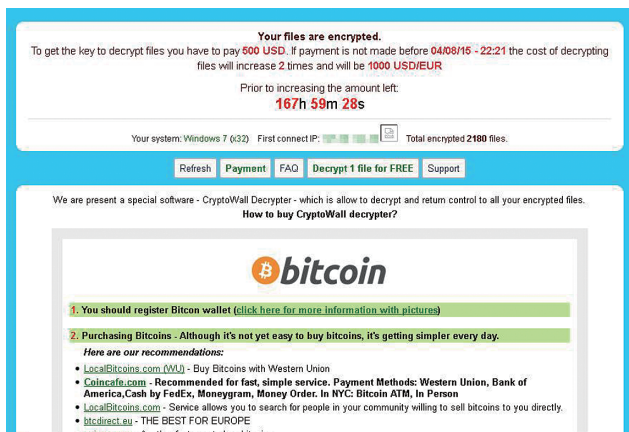 Your files are encrypted.
To get the key to decrypt files you have to pay 500 USD. If payment is not made before 04/08/15 - 22:21 the cost of decrypting
files will increase 2 times and will be 1000 USD/EUR
Prior to increasing the amount left:
167h 59m 28s
Your system: Windows 7 (x32) First connect IP: Total encrypted 2180 files.
Refresh Payment FAQ Decrypt 1 file for FREE Support
We are present a special software - CryptoWall Decrypter - which is allow to decrypt and return control to all your encrypted files.
How to buy CryptoWall decrypter?
bitcoin
1. You should register Bitcon wallet (click here for more information with pictures)
2. Purchasing Bitcoins - Although it's not yet easy to buy bitcoins, it's getting simpler every day.
Here are our recommendations:
• LocalBitcoins.com (WU) - Buy Bitcoins with Western Union
• Coincafe.com - Recommended for fast, simple service. Payment Methods: Western Union, Bank of
America,Cash by FedEx, Moneygram, Money Order. In NYC: Bitcoin ATM, In Person
• LocalBitcoins.com - Service allows you to search for people in your community willing to sell bitcoins to you directly.
• btcdirect.eu - THE BEST FOR EUROPE